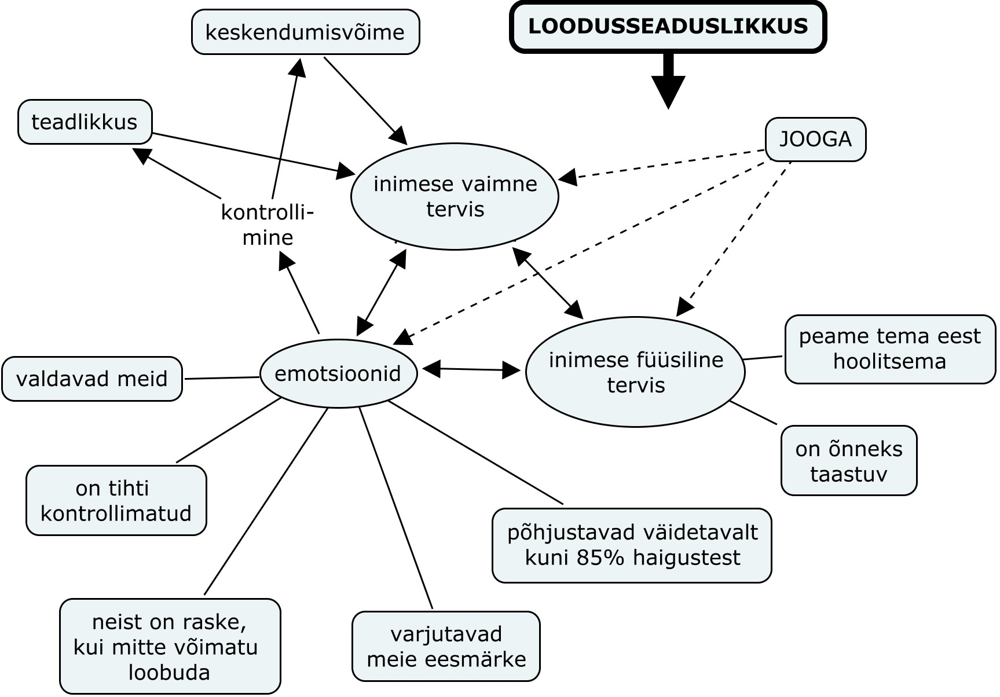 keskendumisvõime
LOODUSSEADUSLIKKUS
teadlikkus
JOOGA
inimese vaimne
tervis
kontrolli-
mine
emotsioonid
inimese füüsiline
tervis
peame tema eest
hoolitsema
valdavad meid
on õnneks
taastuv
on tihti
kontrollimatud
põhjustavad väidetavalt
kuni 85% haigustest
neist on raske,
kui mitte võimatu
loobuda
varjutavad
meie eesmärke